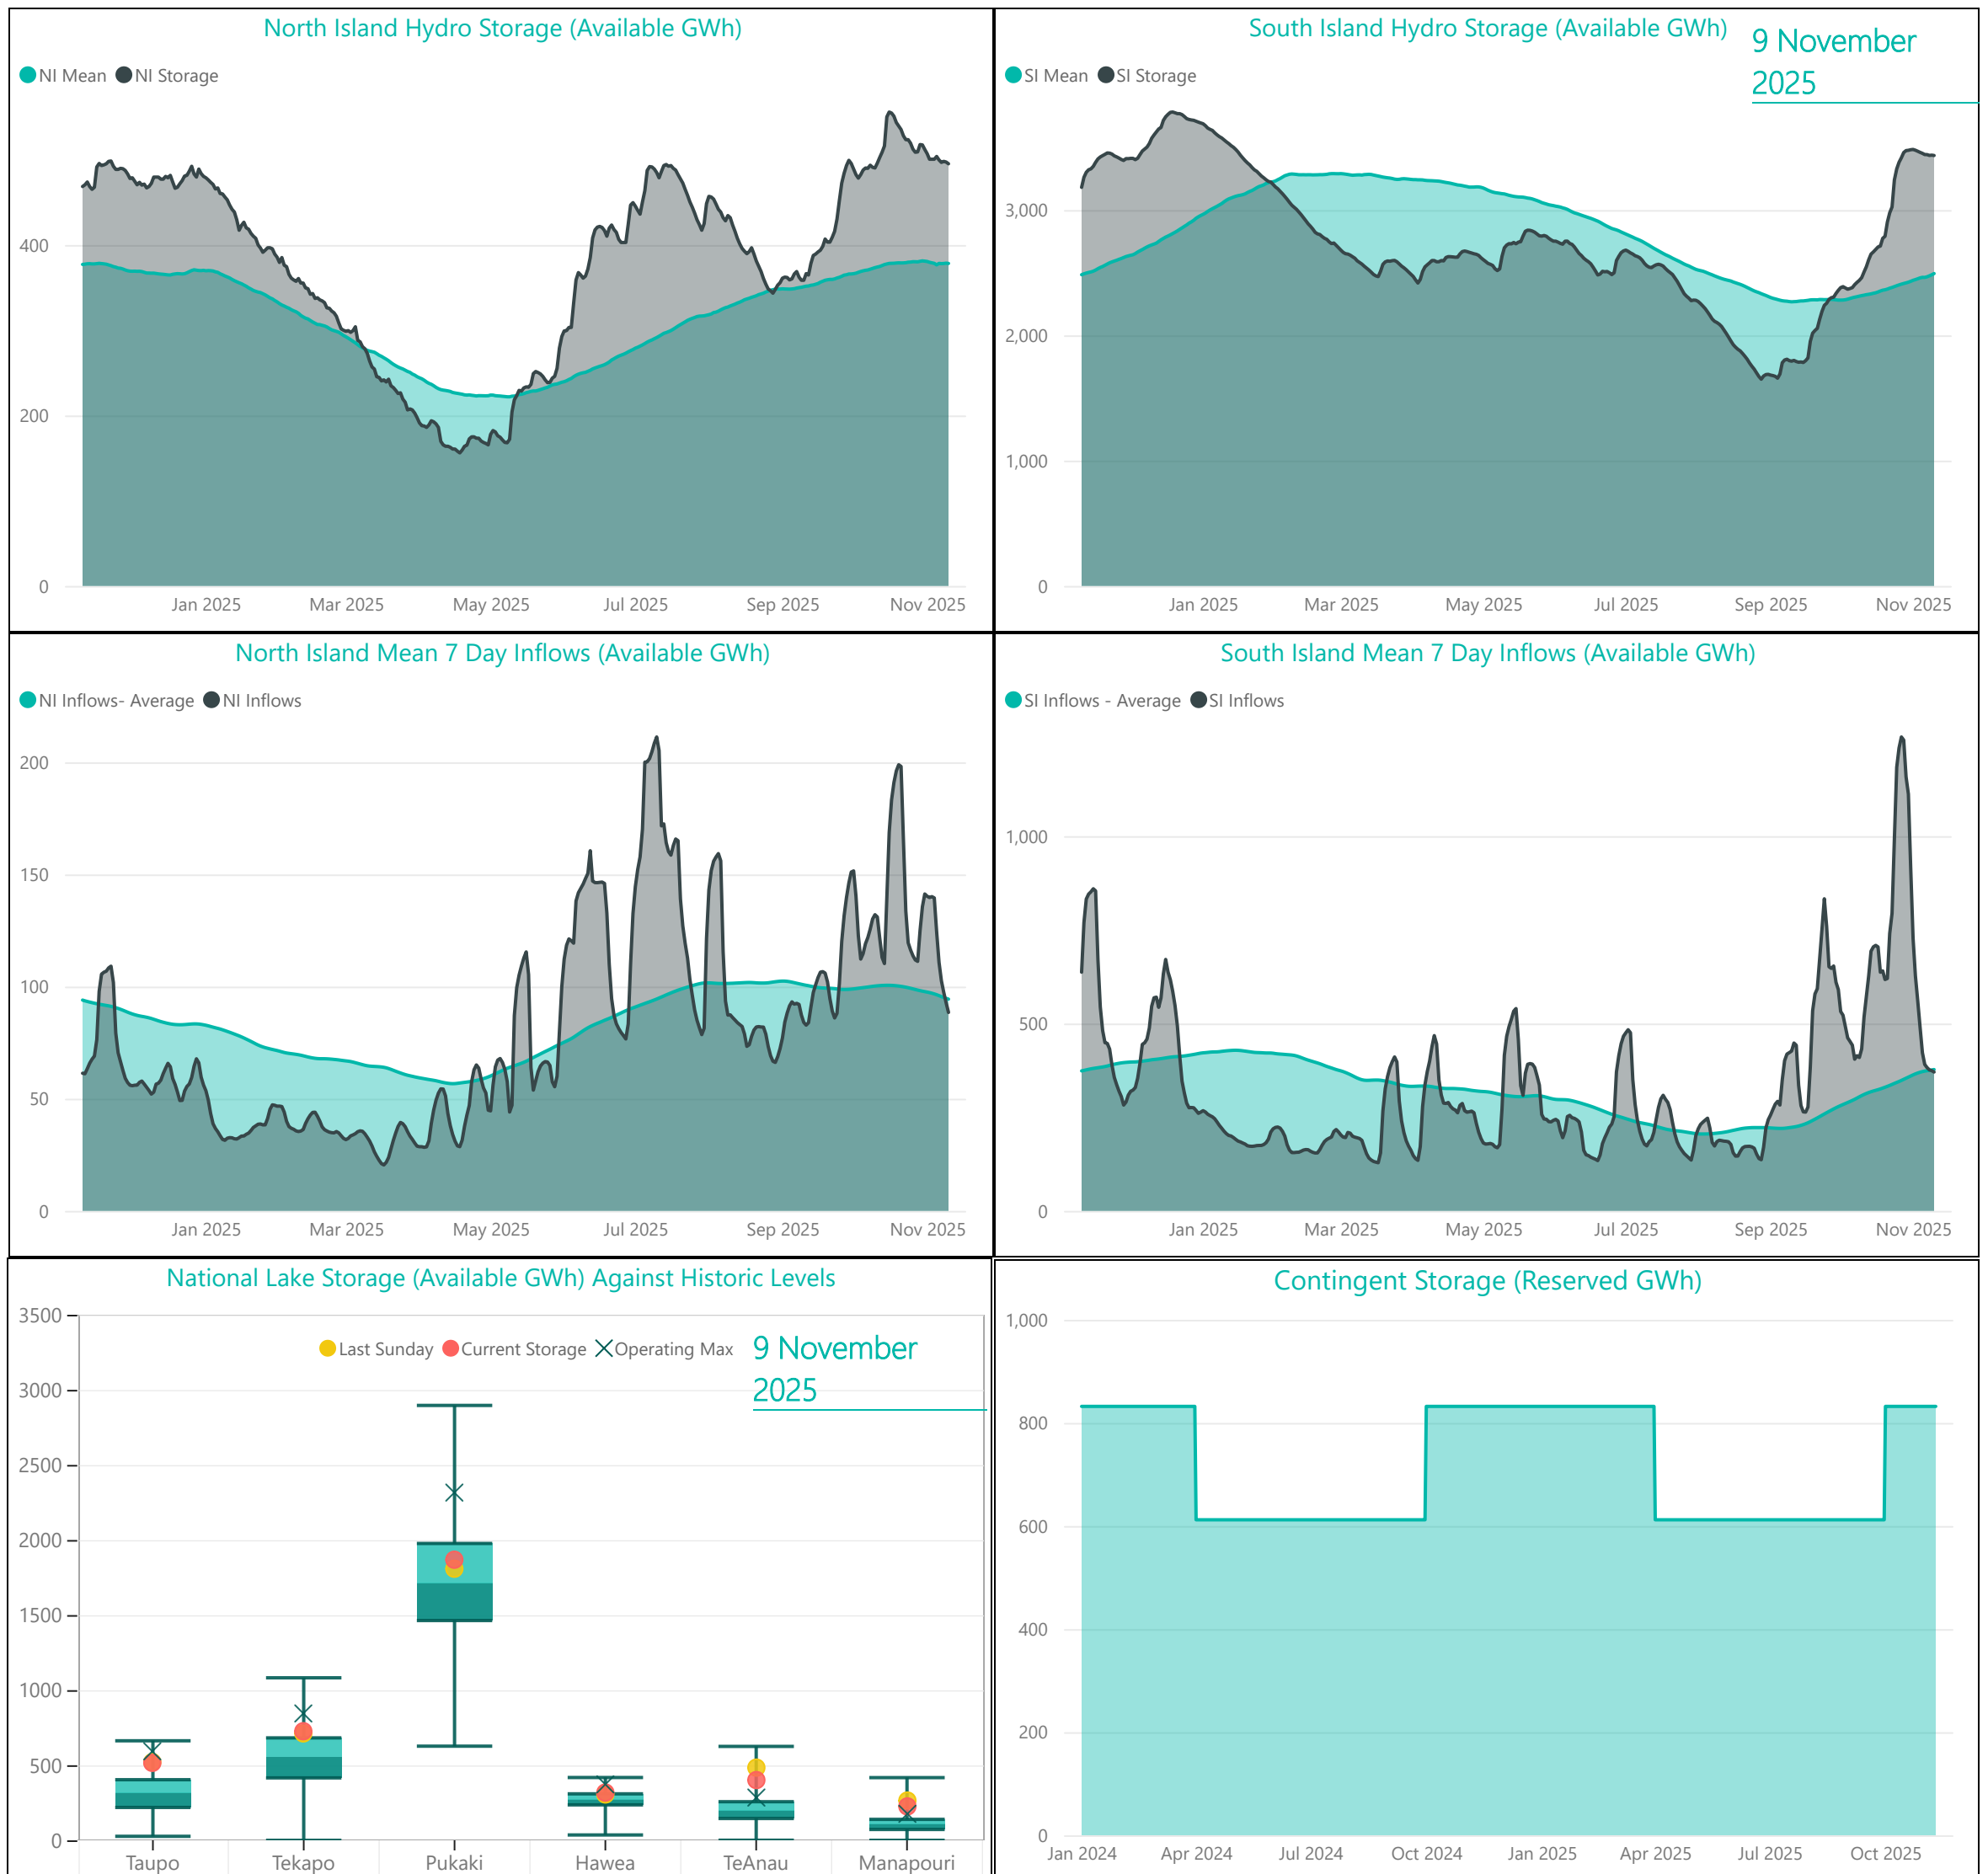 North Island Hydro Storage (Available GWh)
NI Mean NI Storage
400
200
0
Jan 2025 Mar 2025 May 2025 Jul 2025 Sep 2025 Nov 2025
South Island Hydro Storage (Available GWh)
9 November
2025
SI Mean SI Storage
3,000
2,000
1,000
0
Jan 2025 Mar 2025 May 2025 Jul 2025 Sep 2025 Nov 2025
North Island Mean 7 Day Inflows (Available GWh)
NI Inflows- Average NI Inflows
200
150
100
50
0
Jan 2025 Mar 2025 May 2025 Jul 2025 Sep 2025 Nov 2025
South Island Mean 7 Day Inflows (Available GWh)
SI Inflows - Average SI Inflows
1,000
500
0
Jan 2025 Mar 2025 May 2025 Jul 2025 Sep 2025 Nov 2025
National Lake Storage (Available GWh) Against Historic Levels
Last Sunday Current Storage Operating Max
9 November
2025
3500
3000
2500
2000
1500
1000
500
0
Taupo Tekapo Pukaki Hawea TeAnau Manapouri
Contingent Storage (Reserved GWh)
1,000
800
600
400
200
0
Jan 2024 Apr 2024 Jul 2024 Oct 2024 Jan 2025 Apr 2025 Jul 2025 Oct 2025